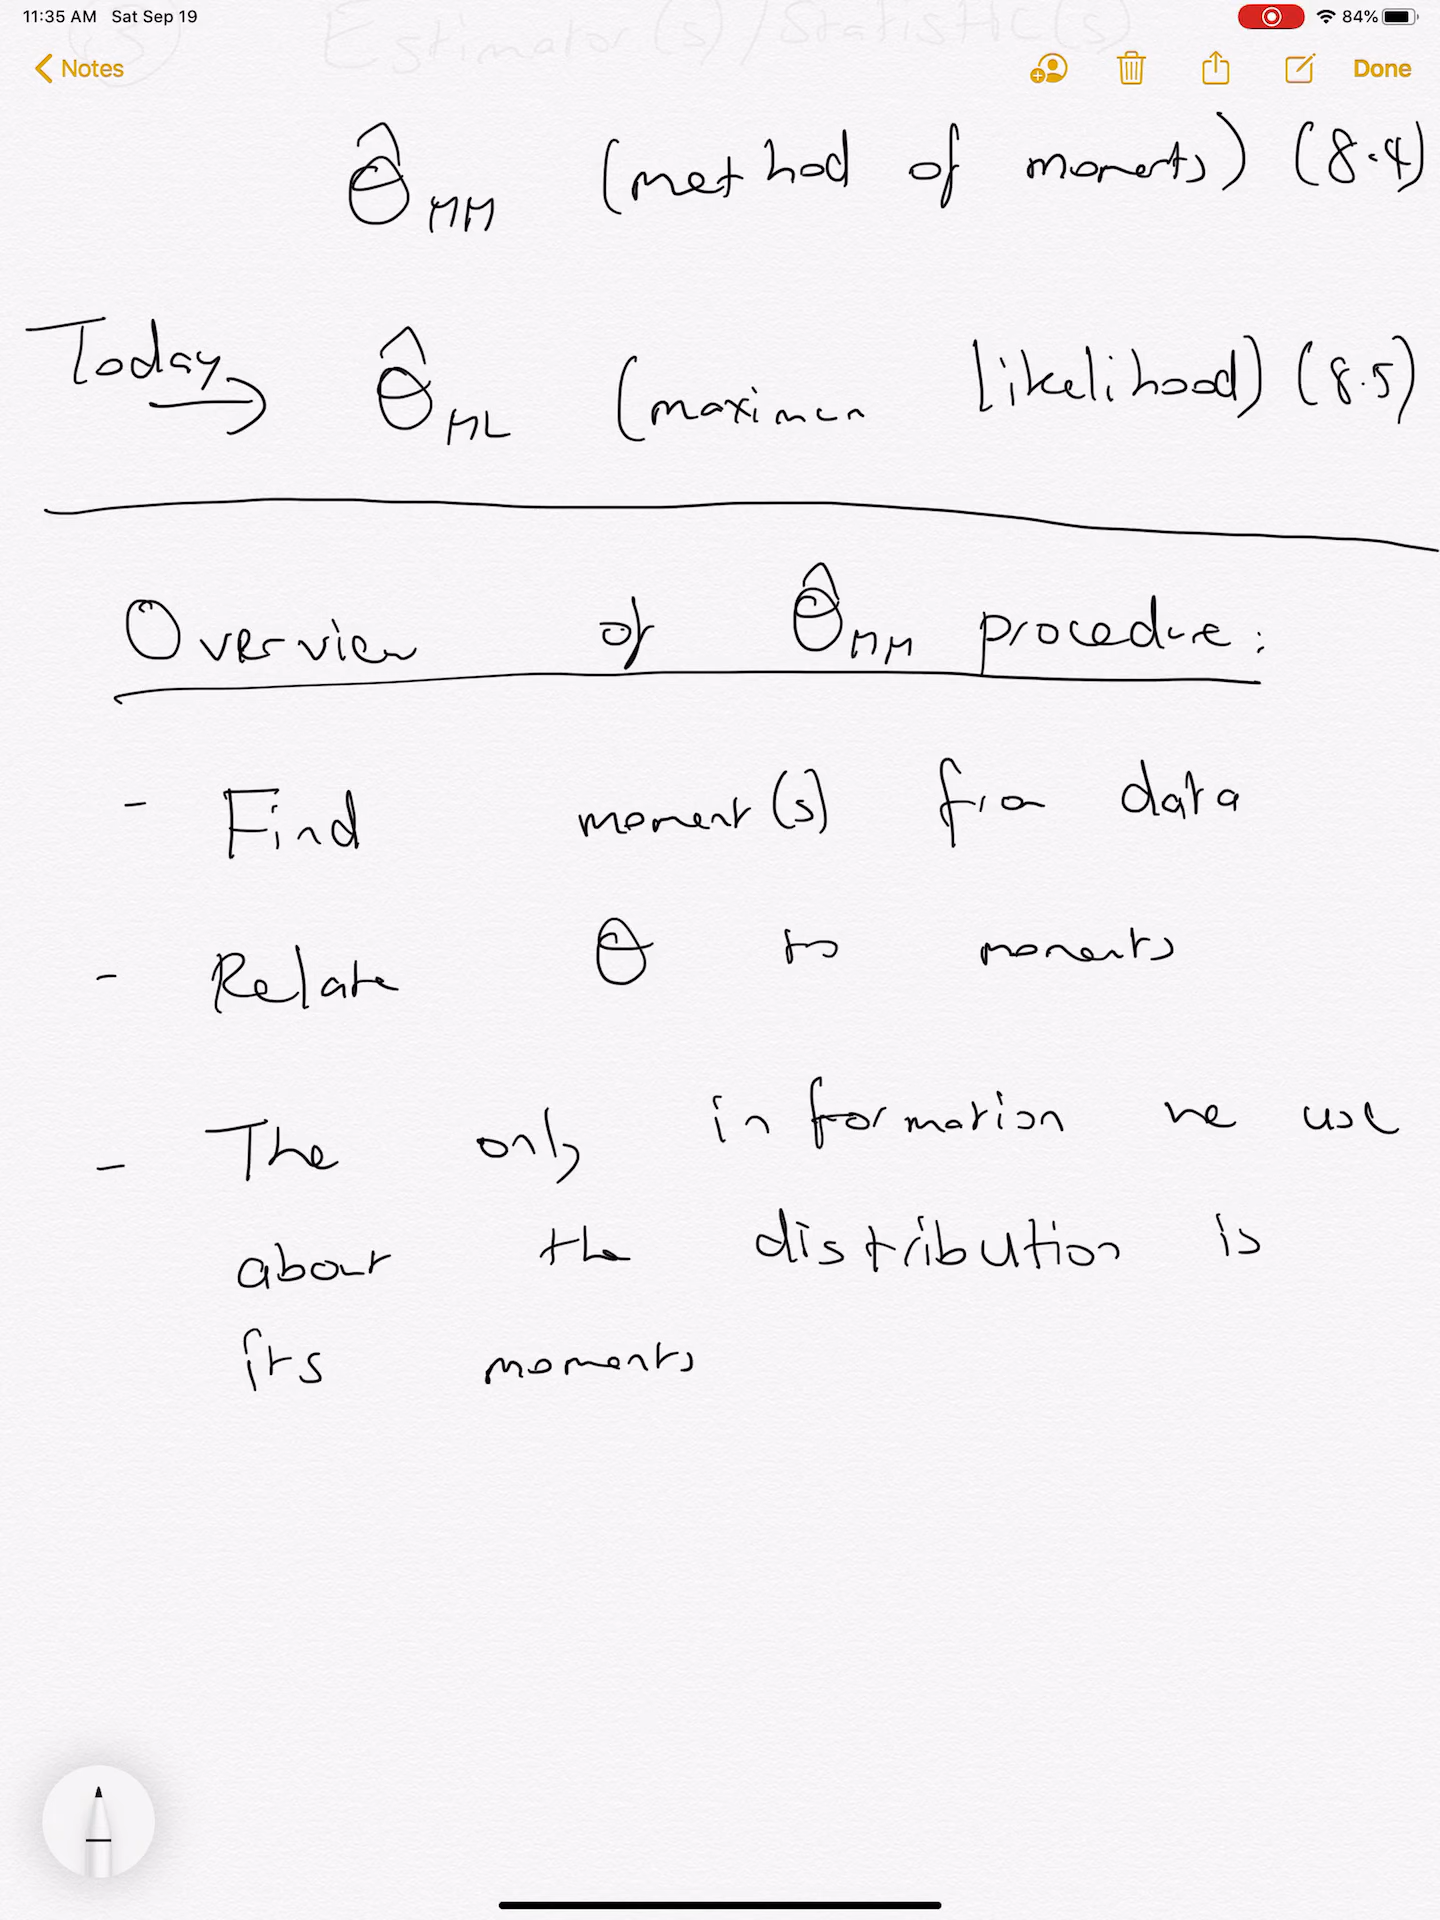 11:35 AM Sat Sep 19
84%
Estimator(s)/Statistic(s)
Notes
Done
θ̂ MM (method of moments) (8.4)
Today → θ̂ ML (maximum likelihood) (8.5)
Overview of θ̂ MM procedure:
- Find moment(s) from data
- Relate θ to moments
- The only information we use
about the distribution is
its moments